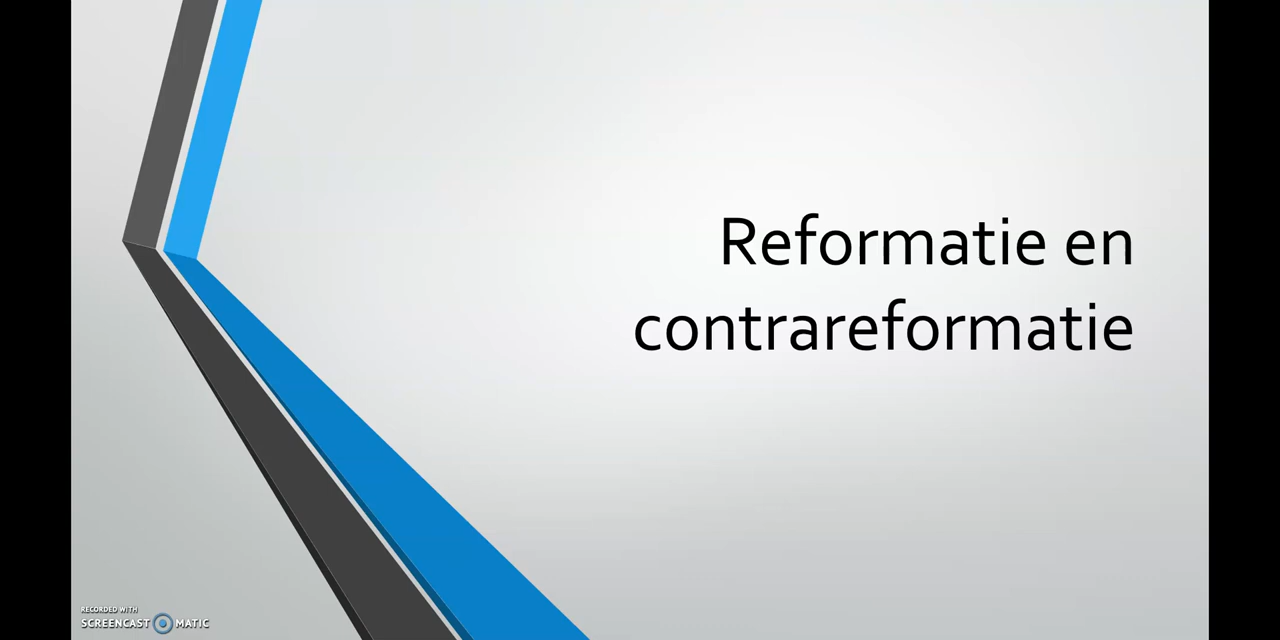 Reformatie en
contrareformatie
RECORDED WITH
SCREENCAST MATIC